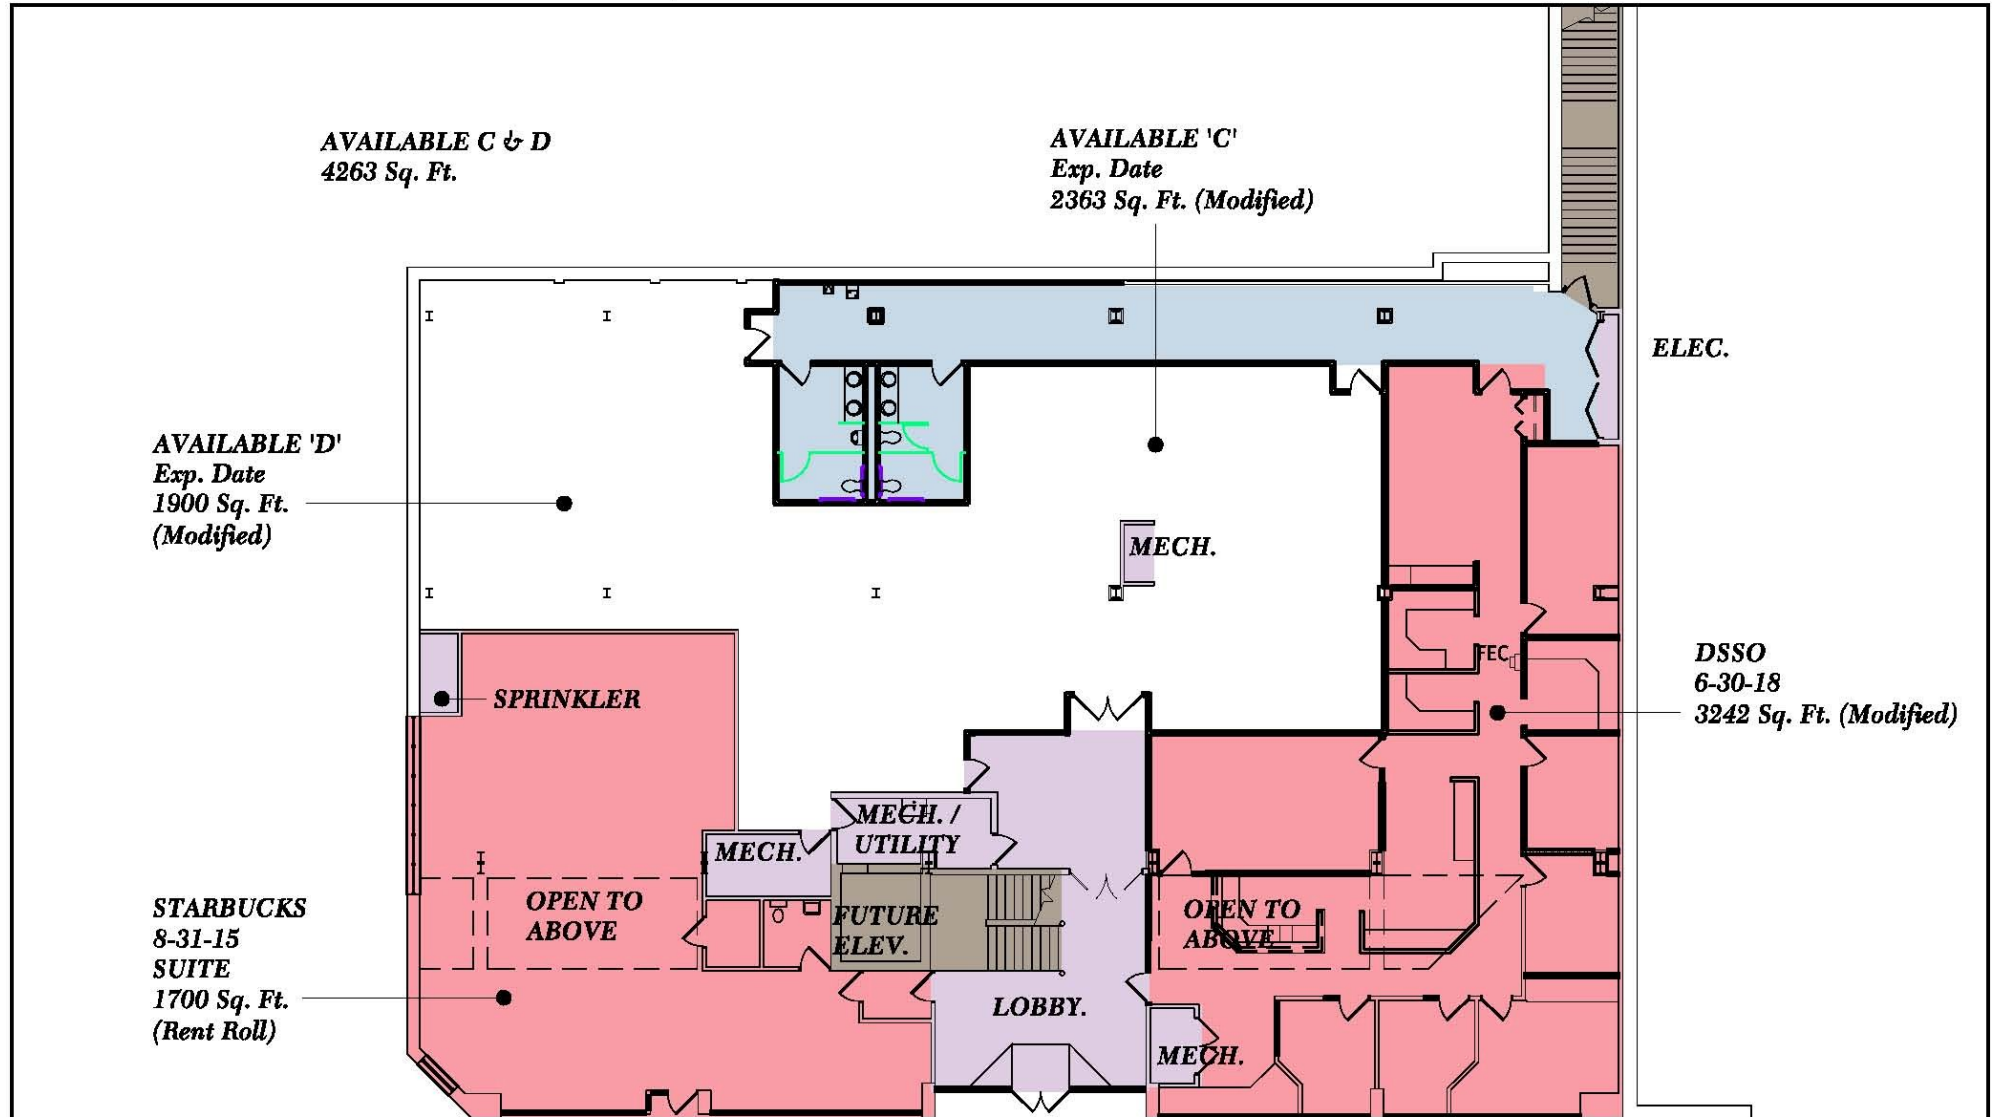 AVAILABLE C & D
4263 Sq. Ft.
AVAILABLE 'C'
Exp. Date
2363 Sq. Ft. (Modified)
ELEC.
AVAILABLE 'D'
Exp. Date
1900 Sq. Ft.
(Modified)
MECH.
FEC
DSSO
6-30-18
3242 Sq. Ft. (Modified)
SPRINKLER
MECH. /
UTILITY
MECH.
OPEN TO
ABOVE
FUTURE
ELEV.
OPEN TO
ABOVE
STARBUCKS
8-31-15
SUITE
1700 Sq. Ft.
(Rent Roll)
LOBBY.
MECH.